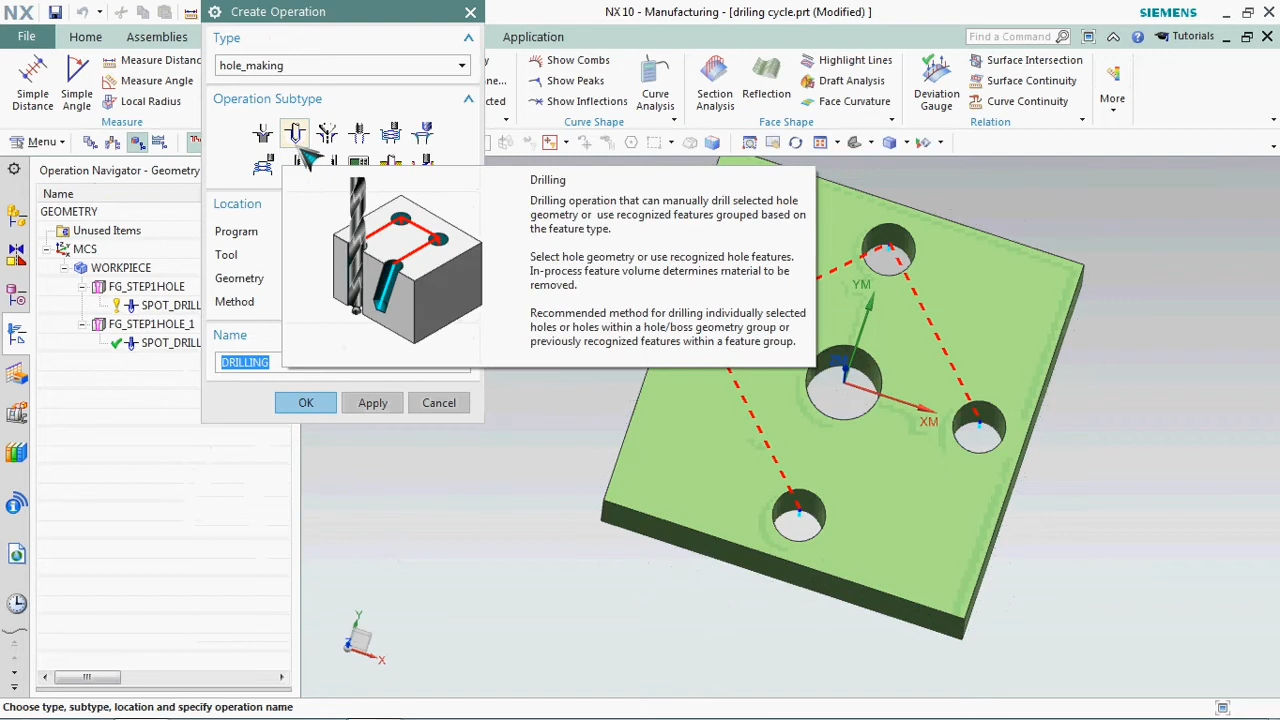 NX
Create Operation
NX 10 - Manufacturing - [driling cycle.prt (Modified) ]
SIEMENS
File
Home
Assemblies
Application
Find a Command
Tutorials
Type
hole_making
Operation Subtype
Location
Program
Tool
Geometry
Method
Name
DRILLING
OK
Apply
Cancel
Simple
Distance
Simple
Angle
Measure Distance
Measure Angle
Local Radius
Measure
Show Combs
Show Peaks
Show Inflections
Curve
Analysis
Curve Shape
Section
Analysis
Reflection
Highlight Lines
Draft Analysis
Face Curvature
Face Shape
Deviation
Gauge
Surface Intersection
Surface Continuity
Curve Continuity
Relation
More
Menu
Operation Navigator - Geometry
Name
GEOMETRY
Unused Items
MCS
WORKPIECE
FG_STEP1HOLE
SPOT_DRILL
FG_STEP1HOLE_1
SPOT_DRILL
Drilling
Drilling operation that can manually drill selected hole
geometry or use recognized features grouped based on
the feature type.
Select hole geometry or use recognized hole features.
In-process feature volume determines material to be
removed.
Recommended method for drilling individually selected
holes or holes within a hole/boss geometry group or
previously recognized features within a feature group.
YM
XM
Y
X
Choose type, subtype, location and specify operation name